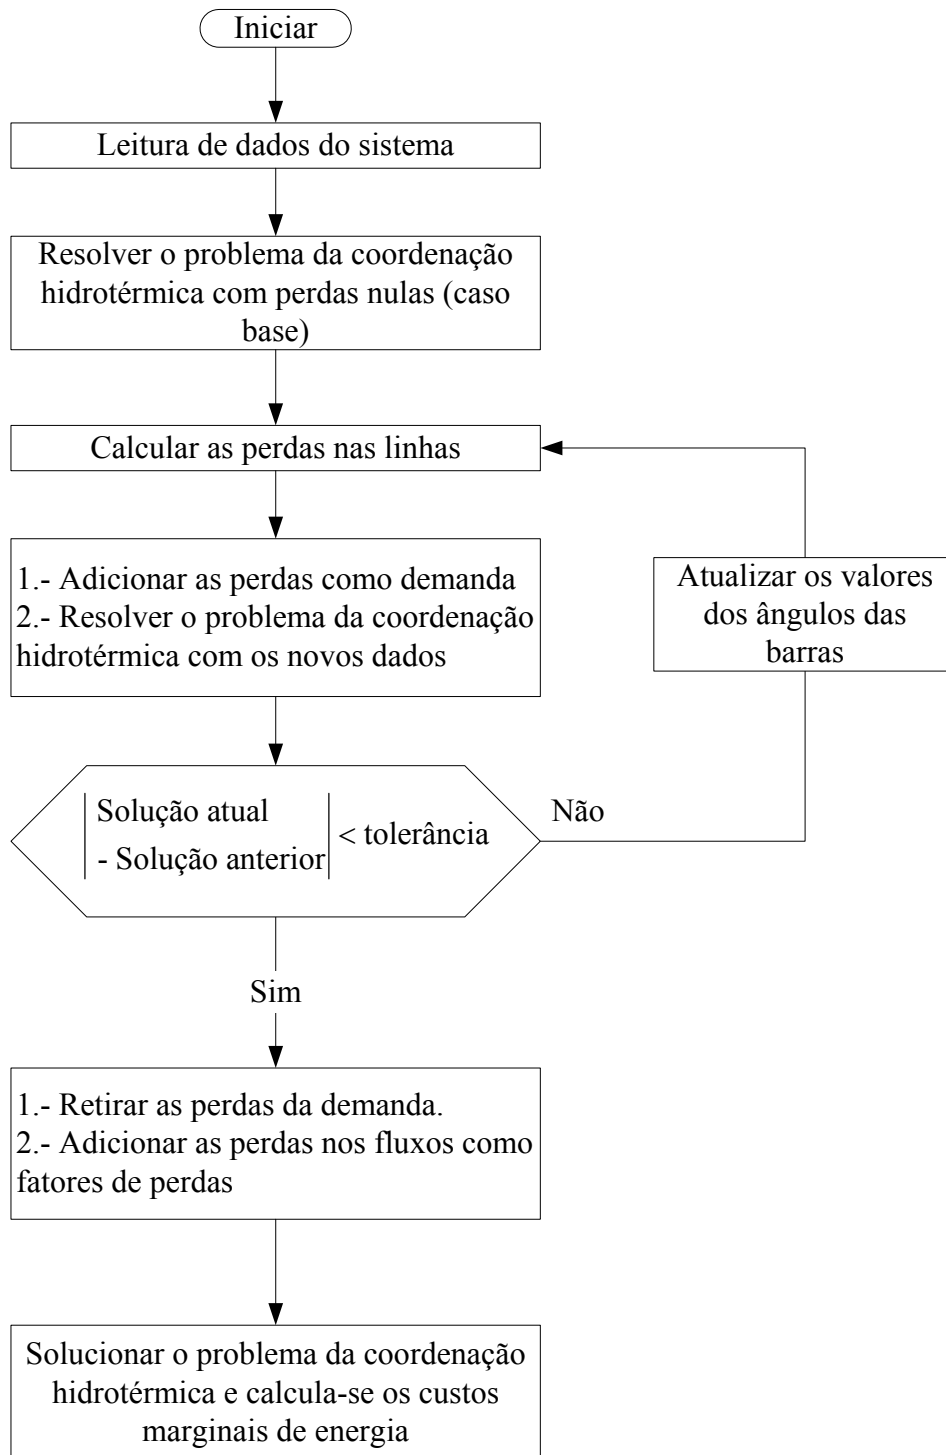 Iniciar
Leitura de dados do sistema
Resolver o problema da coordenação
hidrotérmica com perdas nulas (caso
base)
Calcular as perdas nas linhas
1.- Adicionar as perdas como demanda
2.- Resolver o problema da coordenação
hidrotérmica com os novos dados
Atualizar os valores
dos ângulos das
barras
Solução atual
- Solução anterior
< tolerância
Não
Sim
1.- Retirar as perdas da demanda.
2.- Adicionar as perdas nos fluxos como
fatores de perdas
Solucionar o problema da coordenação
hidrotérmica e calcula-se os custos
marginais de energia